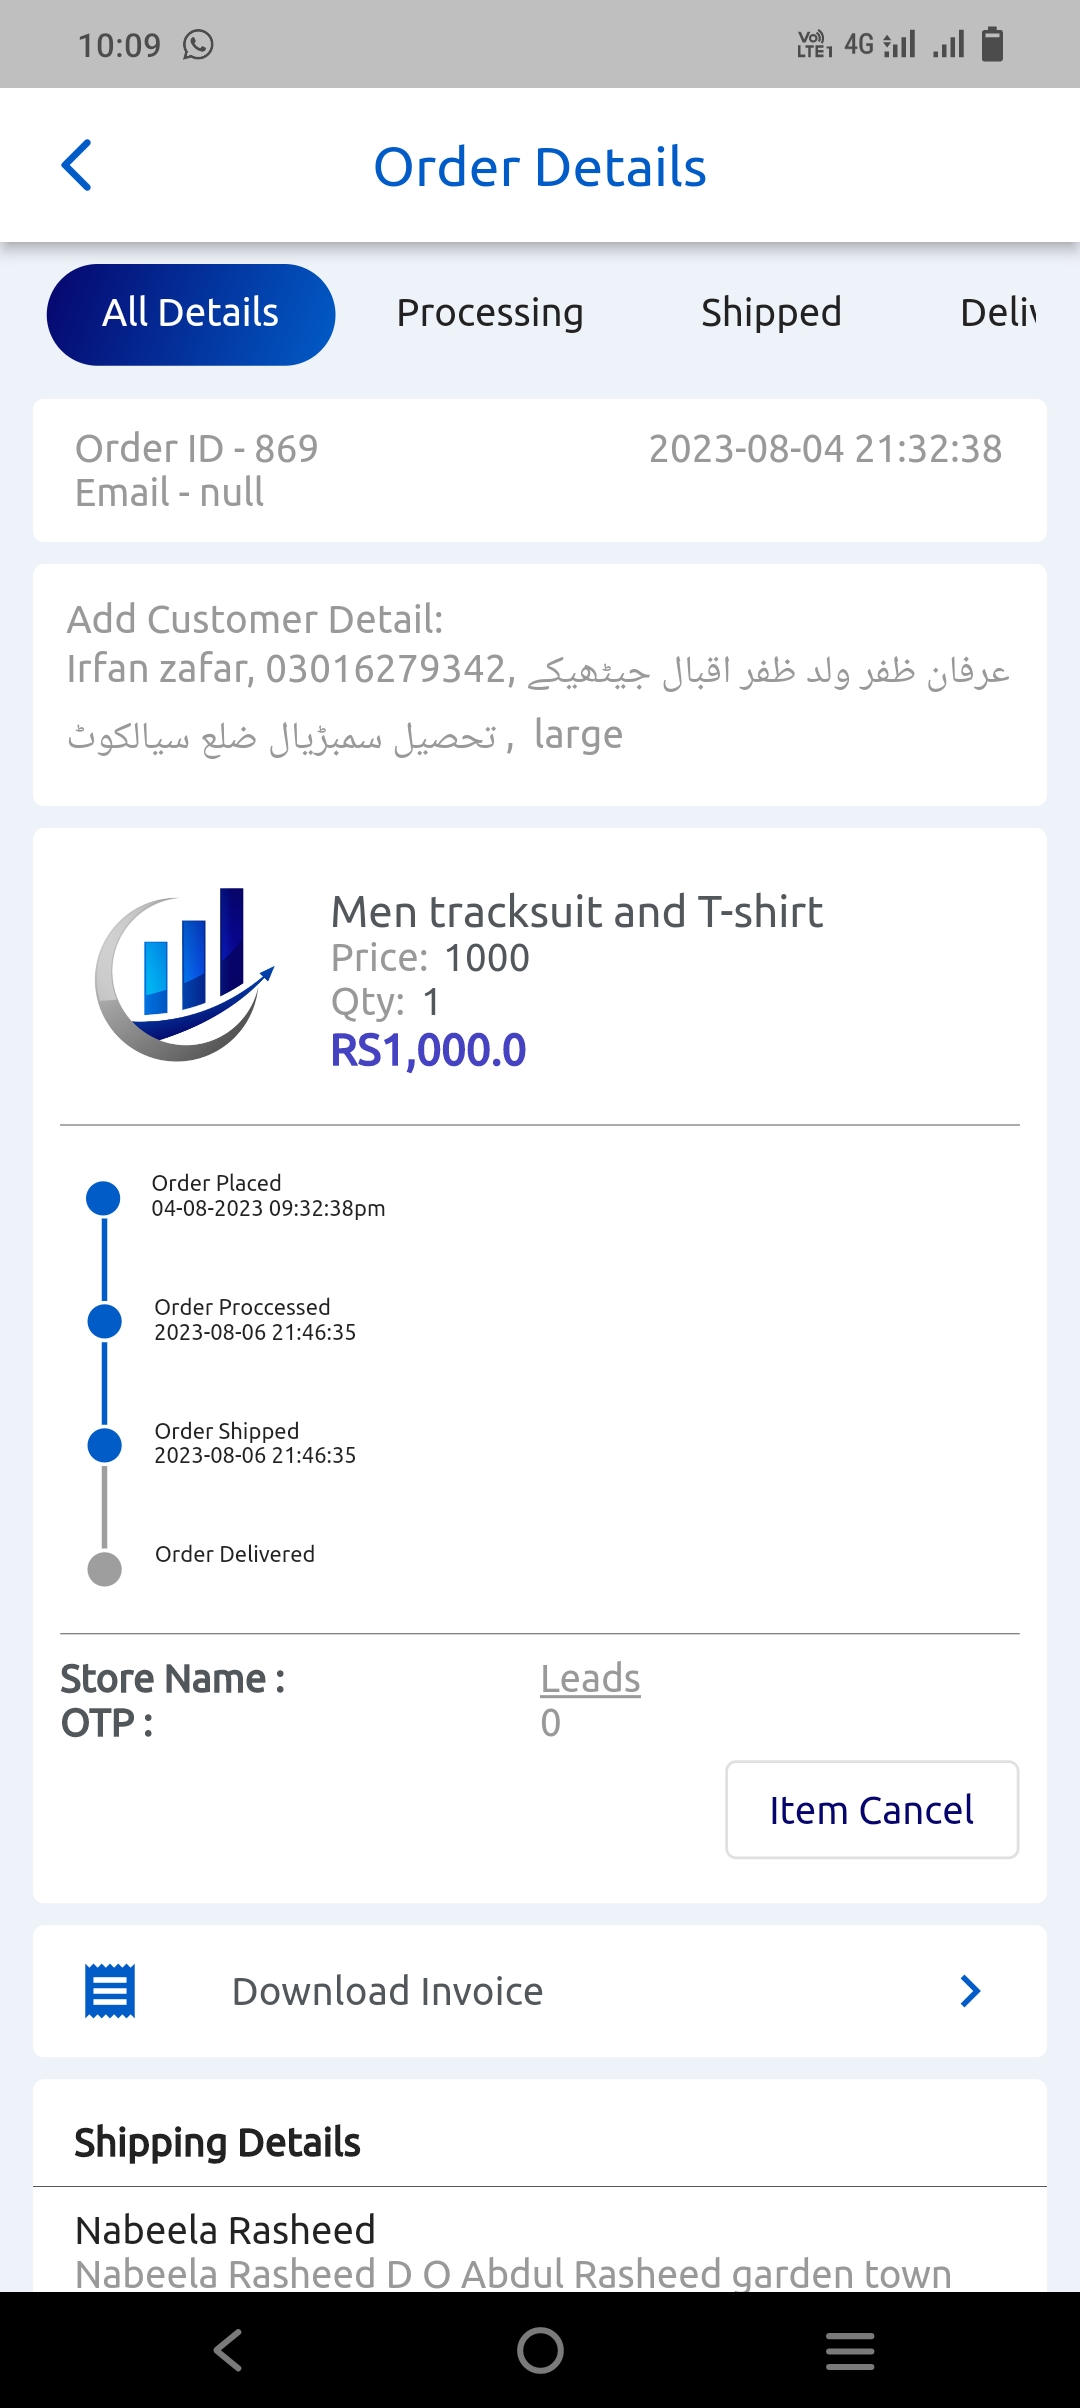 10:09
Vo)) LTE1 4G
Order Details
All Details Processing Shipped Deliv
Order ID - 869 2023-08-04 21:32:38
Email - null
Add Customer Detail:
Irfan zafar, 03016279342, عرفان ظفر ولد ظفر اقبال جیٹھیکے
تحصیل سمبڑیال ضلع سیالکوٹ , large
Men tracksuit and T-shirt
Price: 1000
Qty: 1
RS1,000.0
Order Placed
04-08-2023 09:32:38pm
Order Proccessed
2023-08-06 21:46:35
Order Shipped
2023-08-06 21:46:35
Order Delivered
Store Name : Leads
OTP : 0
Item Cancel
Download Invoice
Shipping Details
Nabeela Rasheed
Nabeela Rasheed D O Abdul Rasheed garden town